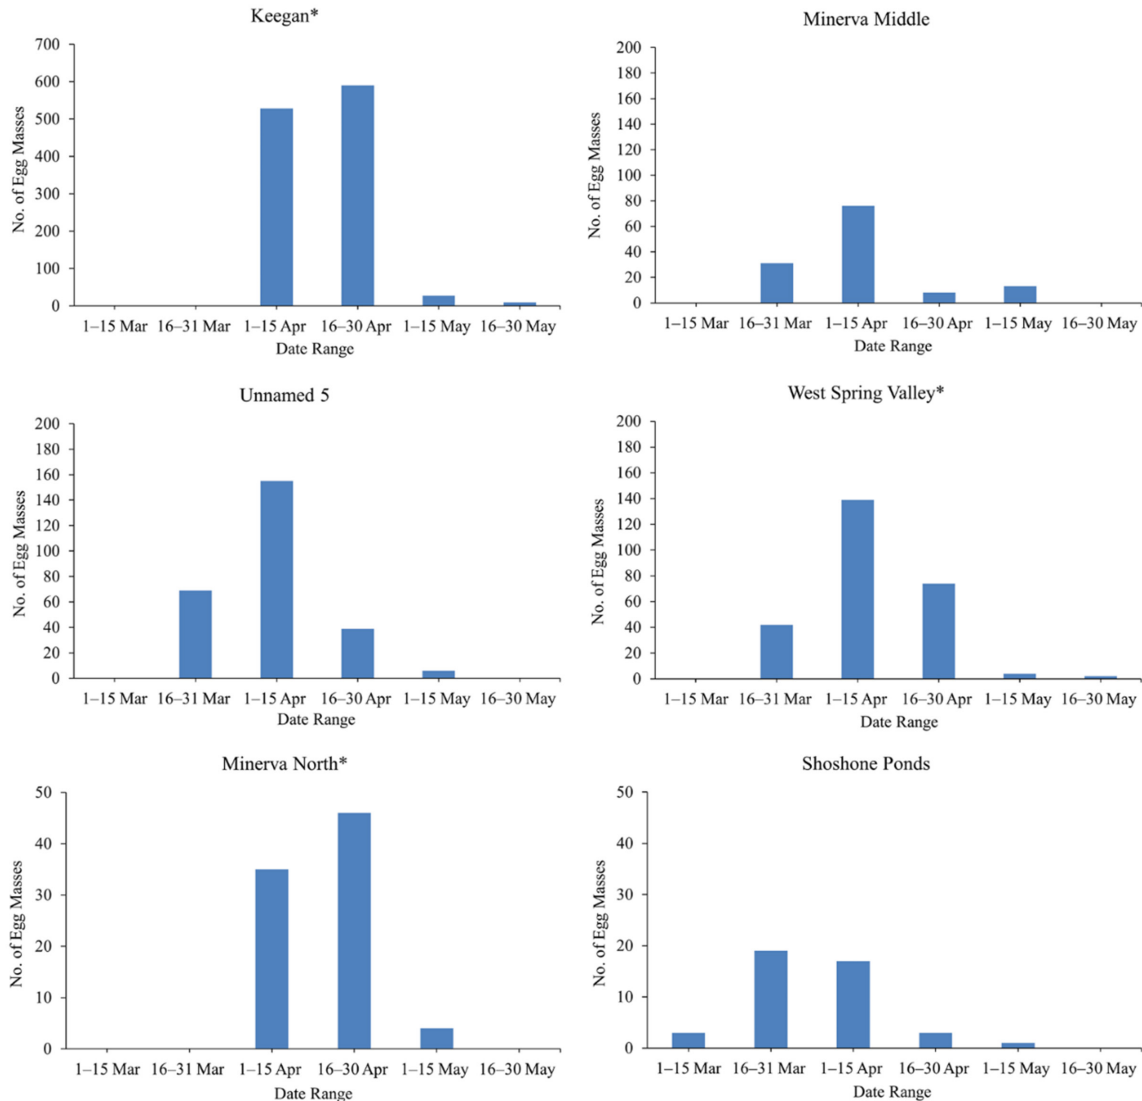 Keegan*
No. of Egg Masses
700
600
500
400
300
200
100
0
1–15 Mar 16–31 Mar 1–15 Apr 16–30 Apr 1–15 May 16–30 May
Date Range
Minerva Middle
No. of Egg Masses
200
180
160
140
120
100
80
60
40
20
0
1–15 Mar 16–31 Mar 1–15 Apr 16–30 Apr 1–15 May 16–30 May
Date Range
Unnamed 5
No. of Egg Masses
200
180
160
140
120
100
80
60
40
20
0
1–15 Mar 16–31 Mar 1–15 Apr 16–30 Apr 1–15 May 16–30 May
Date Range
West Spring Valley*
No. of Egg Masses
200
180
160
140
120
100
80
60
40
20
0
1–15 Mar 16–31 Mar 1–15 Apr 16–30 Apr 1–15 May 16–30 May
Date Range
Minerva North*
No. of Egg Masses
50
40
30
20
10
0
1–15 Mar 16–31 Mar 1–15 Apr 16–30 Apr 1–15 May 16–30 May
Date Range
Shoshone Ponds
No. of Egg Masses
50
40
30
20
10
0
1–15 Mar 16–31 Mar 1–15 Apr 16–30 Apr 1–15 May 16–30 May
Date Range